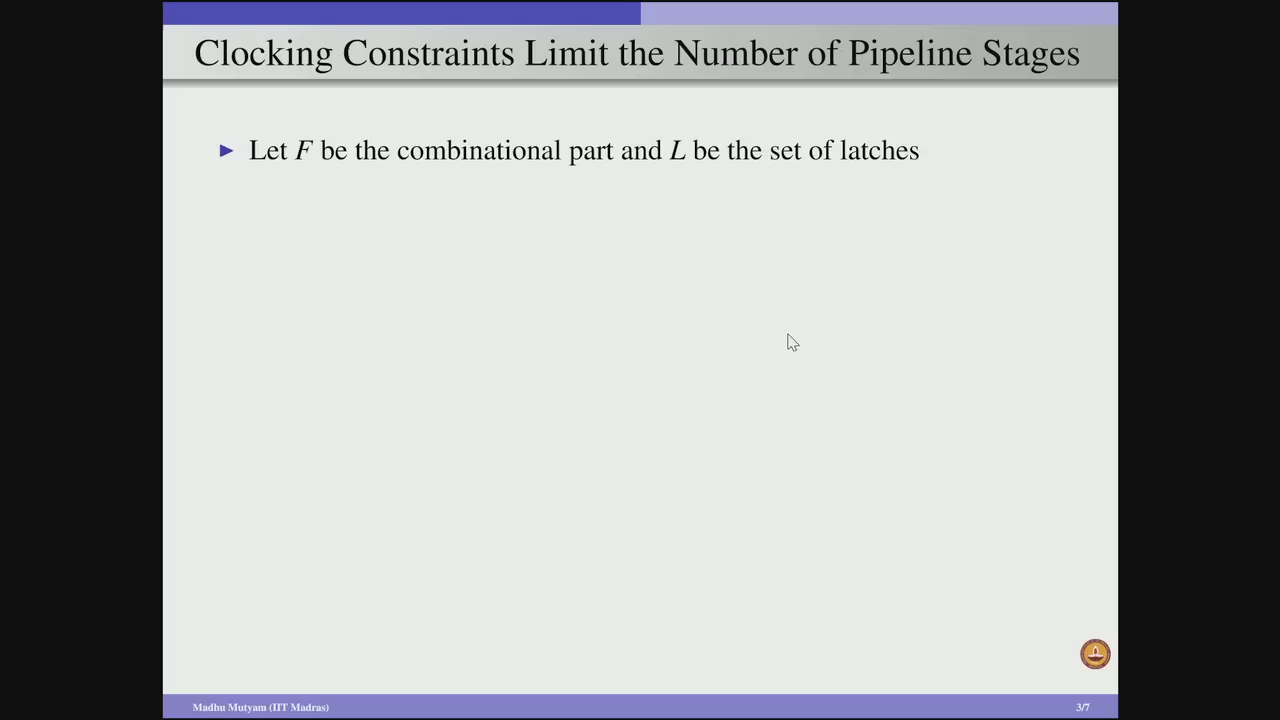 Clocking Constraints Limit the Number of Pipeline Stages
► Let F be the combinational part and L be the set of latches
Madhu Mutyam (IIT Madras)
3/7